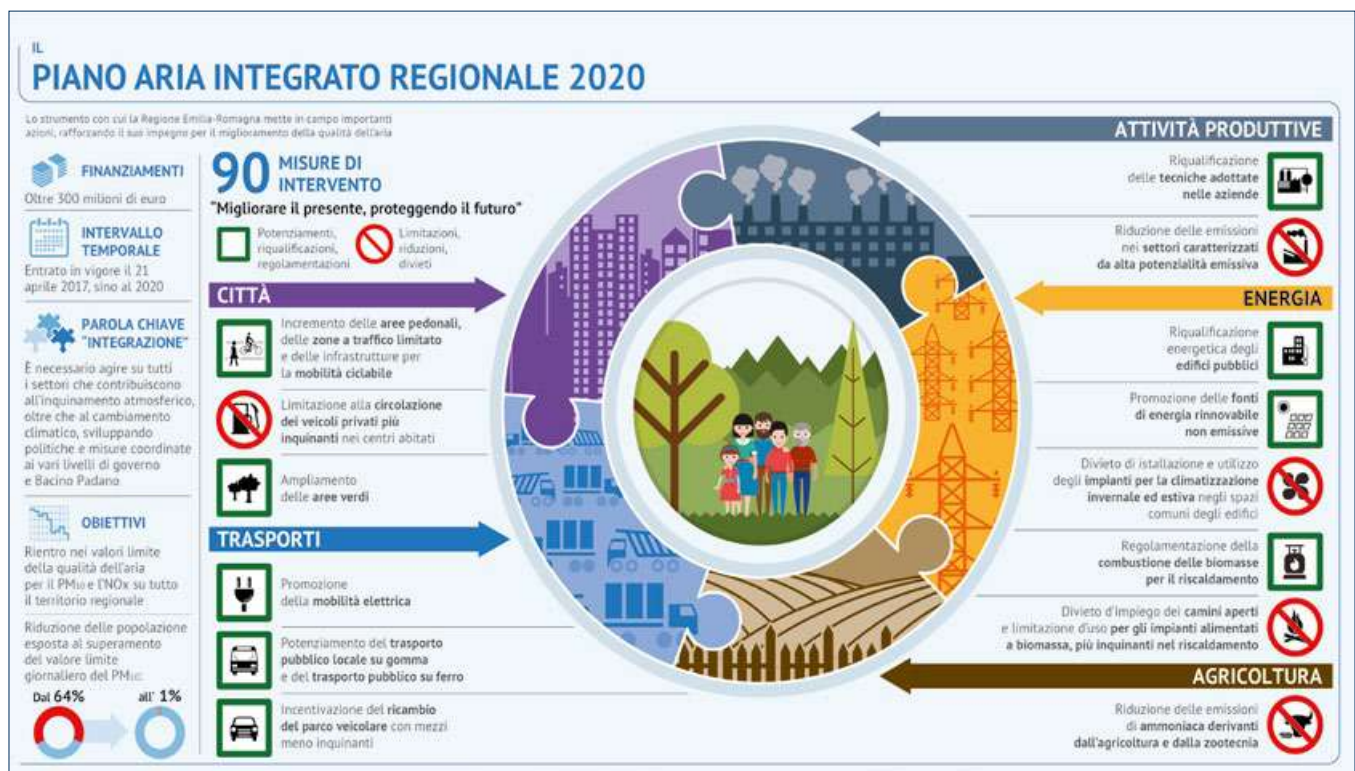 IL
PIANO ARIA INTEGRATO REGIONALE 2020
Lo strumento con cui la Regione Emilia-Romagna mette in campo importanti
azioni, rafforzando il suo impegno per il miglioramento della qualità dell'aria
FINANZIAMENTI
Oltre 300 milioni di euro
INTERVALLO
TEMPORALE
Entrato in vigore il 21
aprile 2017, sino al 2020
PAROLA CHIAVE
"INTEGRAZIONE"
È necessario agire su tutti
i settori che contribuiscono
all'inquinamento atmosferico,
oltre che al cambiamento
climatico, sviluppando
politiche e misure coordinate
ai vari livelli di governo
e Bacino Padano
OBIETTIVI
Rientro nei valori limite
della qualità dell'aria
per il PM10 e l'NOx su tutto
il territorio regionale
Riduzione delle popolazione
esposta al superamento
del valore limite
giornaliero del PM10:
Dal 64% all' 1%
90 MISURE DI
INTERVENTO
"Migliorare il presente, proteggendo il futuro"
Potenziamenti,
riqualificazioni,
regolamentazioni
Limitazioni,
riduzioni,
divieti
CITTÀ
Incremento delle aree pedonali,
delle zone a traffico limitato
e delle infrastrutture per
la mobilità ciclabile
Limitazione alla circolazione
dei veicoli privati più
inquinanti nei centri abitati
Ampliamento
delle aree verdi
TRASPORTI
Promozione
della mobilità elettrica
Potenziamento del trasporto
pubblico locale su gomma
e del trasporto pubblico su ferro
Incentivazione del ricambio
del parco veicolare con mezzi
meno inquinanti
ATTIVITÀ PRODUTTIVE
Riqualificazione
delle tecniche adottate
nelle aziende
Riduzione delle emissioni
nei settori caratterizzati
da alta potenzialità emissiva
ENERGIA
Riqualificazione
energetica degli
edifici pubblici
Promozione delle fonti
di energia rinnovabile
non emissive
Divieto di istallazione e utilizzo
degli impianti per la climatizzazione
invernale ed estiva negli spazi
comuni degli edifici
Regolamentazione della
combustione delle biomasse
per il riscaldamento
Divieto d'impiego dei camini aperti
e limitazione d'uso per gli impianti alimentati
a biomassa, più inquinanti nel riscaldamento
AGRICOLTURA
Riduzione delle emissioni
di ammoniaca derivanti
dall'agricoltura e dalla zootecnia